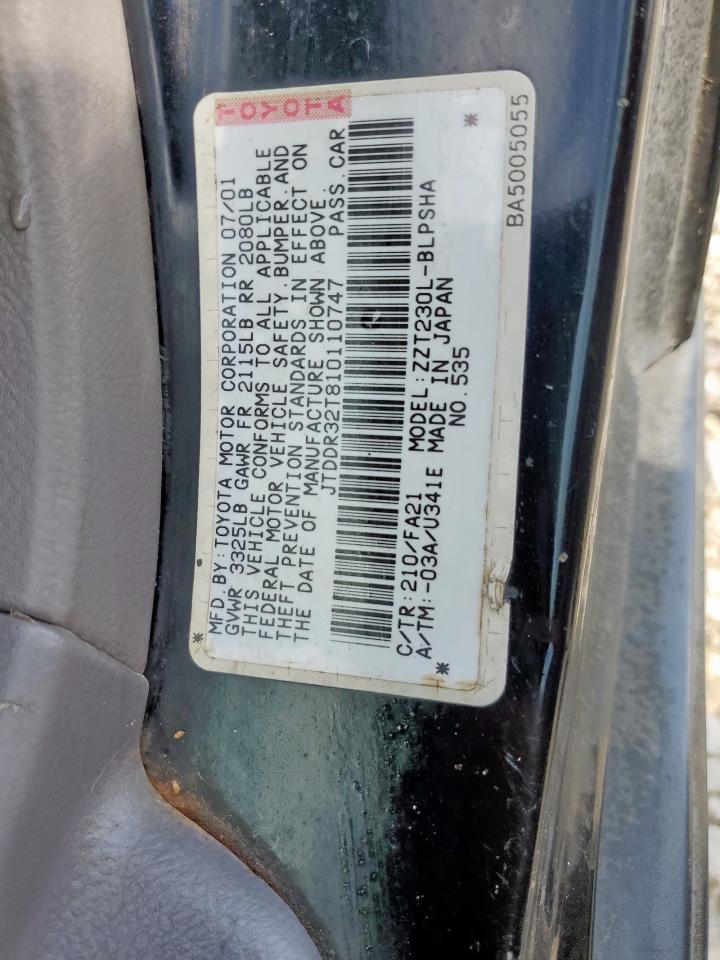 TOYOTA
MFD. BY: TOYOTA MOTOR CORPORATION 07/01
GVWR 3325LB GAWR FR 2115LB RR 2080LB
THIS VEHICLE CONFORMS TO ALL APPLICABLE
FEDERAL MOTOR VEHICLE SAFETY, BUMPER, AND
THEFT PREVENTION STANDARDS IN EFFECT ON
THE DATE OF MANUFACTURE SHOWN ABOVE.
JTDDR32T810110747 PASS. CAR
C/TR: 210/FA21 MODEL: ZZT230L-BLPSHA
A/TM: -03A/U341E MADE IN JAPAN
NO. 535
BA5005055